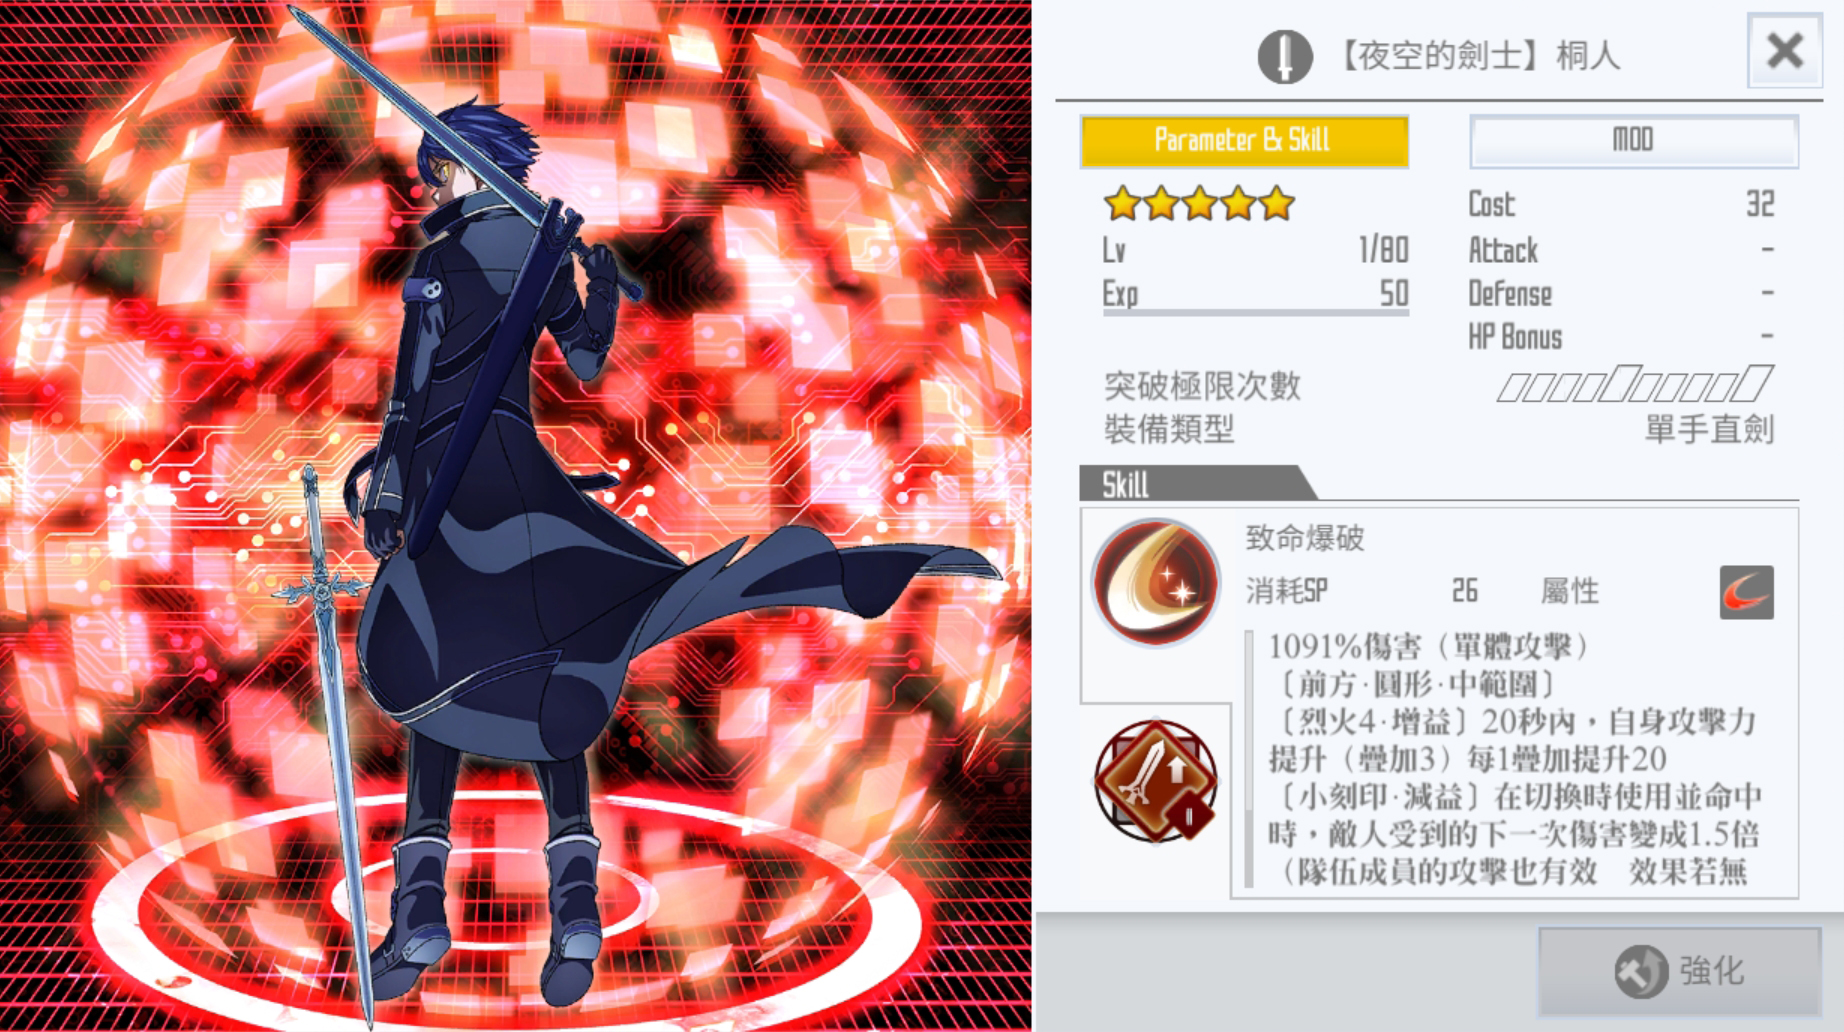 【夜空的劍士】桐人
Parameter & Skill
MOD
Lv 1/80
Exp 50
Cost 32
Attack -
Defense -
HP Bonus -
突破極限次數
裝備類型 單手直劍
Skill
致命爆破
消耗SP 26 屬性
1091%傷害（單體攻擊）
〔前方·圓形·中範圍〕
〔烈火4·增益〕20秒內，自身攻擊力
提升（疊加3）每1疊加提升20
〔小刻印·減益〕在切換時使用並命中
時，敵人受到的下一次傷害變成1.5倍
（隊伍成員的攻擊也有效　效果若無
強化